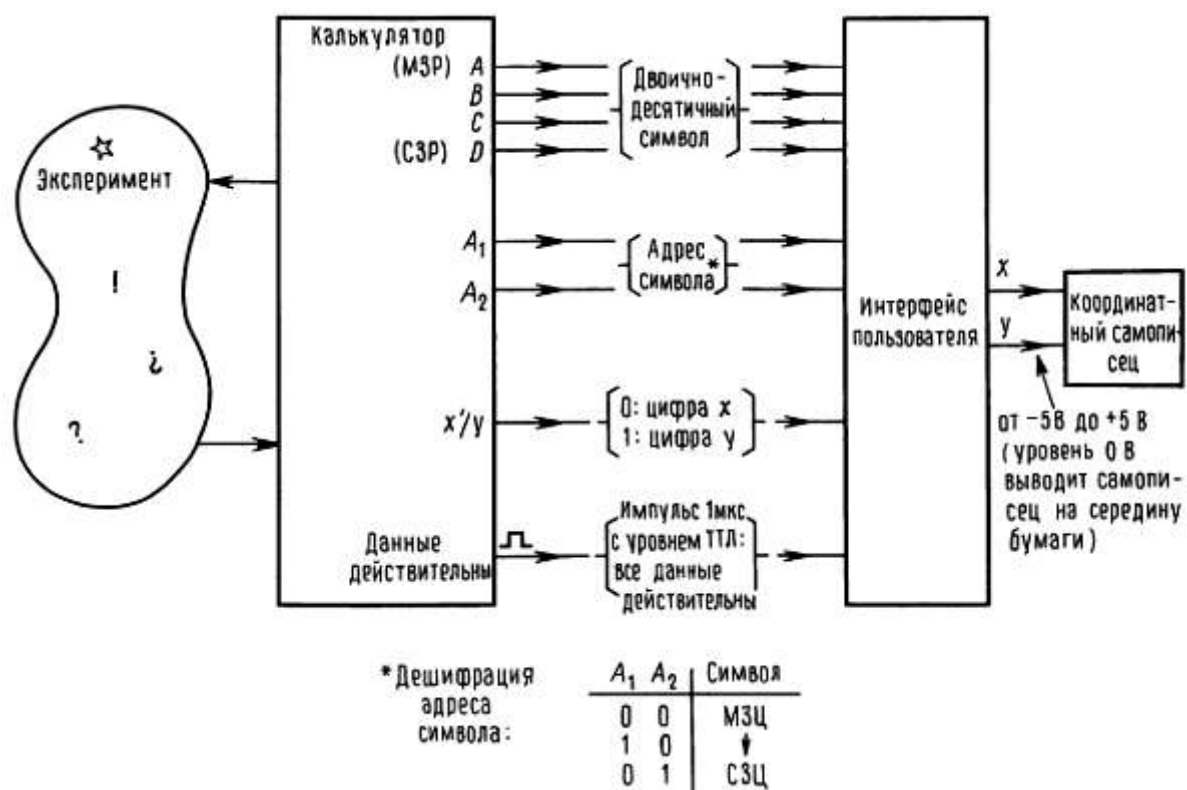 Калькулятор
(МЗР) A
B
C
(СЗР) D
Двоично-
десятичный
символ
Эксперимент
!
¿
?
A₁
A₂
Адрес
символа*
Интерфейс
пользователя
x
y
Координат-
ный самопи-
сец
x'/y
0: цифра x
1: цифра y
от -5В до +5 В
(уровень 0 В
выводит самопи-
сец на середину
бумаги)
Данные
действительны
Импульс 1мкс
с уровнем ТТЛ:
все данные
действительны
*Дешифрация
адреса
символа:
A₁ A₂ Символ
0 0 МЗЦ
1 0
0 1 СЗЦ